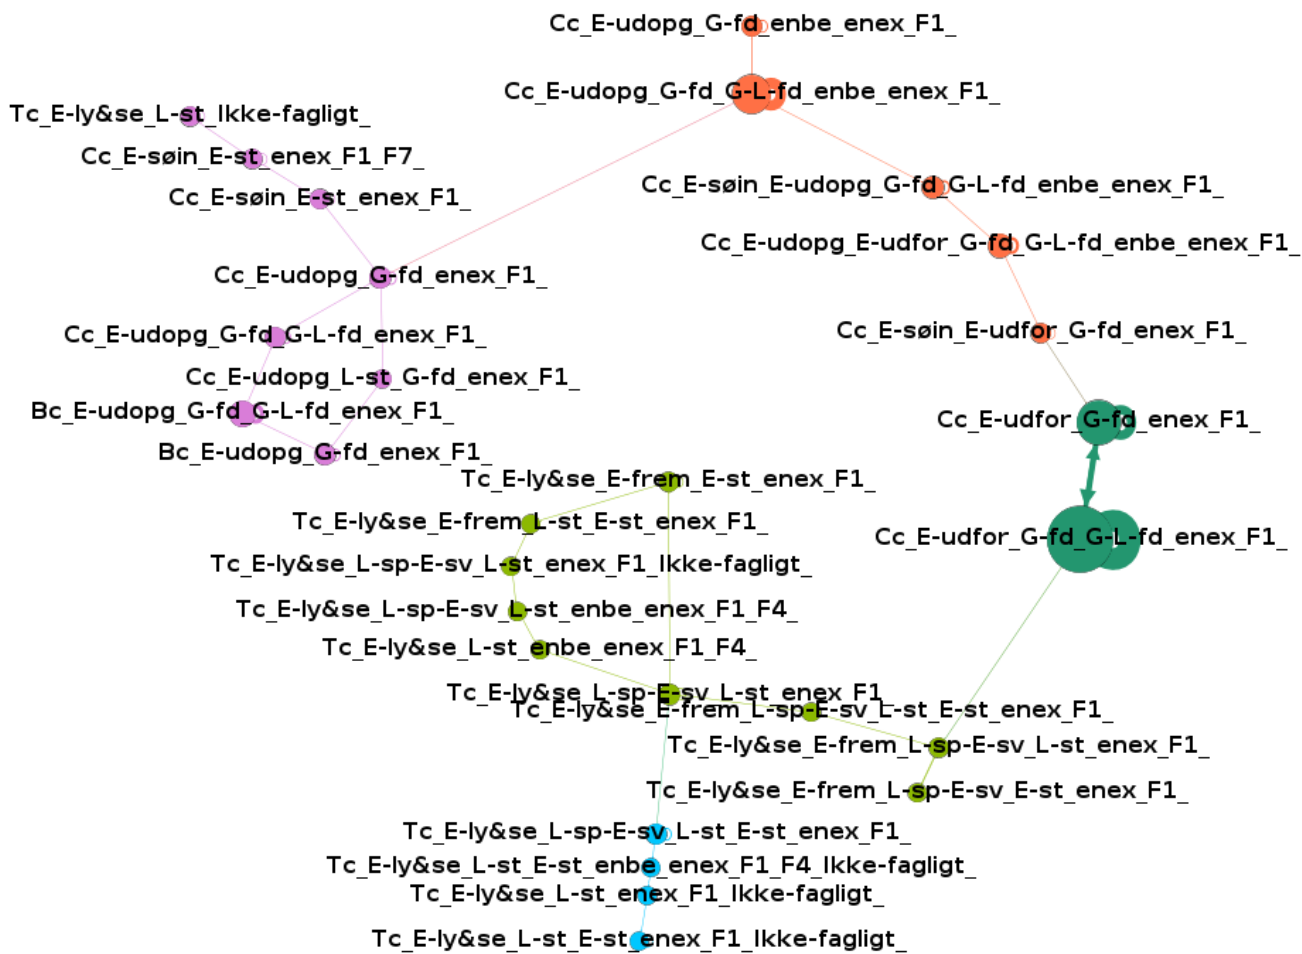 Cc_E-udopg_G-fd_enbe_enex_F1_
Cc_E-udopg_G-fd_G-L-fd_enbe_enex_F1_
Tc_E-ly&se_L-st_Ikke-fagligt_
Cc_E-søin_E-st_enex_F1_F7_
Cc_E-søin_E-udopg_G-fd_G-L-fd_enbe_enex_F1_
Cc_E-søin_E-st_enex_F1_
Cc_E-udopg_E-udfor_G-fd_G-L-fd_enbe_enex_F1_
Cc_E-udopg_G-fd_enex_F1_
Cc_E-søin_E-udfor_G-fd_enex_F1_
Cc_E-udopg_G-fd_G-L-fd_enex_F1_
Cc_E-udopg_L-st_G-fd_enex_F1_
Bc_E-udopg_G-fd_G-L-fd_enex_F1_
Cc_E-udfor_G-fd_enex_F1_
Bc_E-udopg_G-fd_enex_F1_
Tc_E-ly&se_E-frem_E-st_enex_F1_
Tc_E-ly&se_E-frem_L-st_E-st_enex_F1_
Cc_E-udfor_G-fd_G-L-fd_enex_F1_
Tc_E-ly&se_L-sp-E-sv_L-st_enex_F1_Ikke-fagligt_
Tc_E-ly&se_L-sp-E-sv_L-st_enbe_enex_F1_F4_
Tc_E-ly&se_L-st_enbe_enex_F1_F4_
Tc_E-ly&se_L-sp-E-sv_L-st_enex_F1_
Tc_E-ly&se_E-frem_L-sp-E-sv_L-st_E-st_enex_F1_
Tc_E-ly&se_E-frem_L-sp-E-sv_L-st_enex_F1_
Tc_E-ly&se_E-frem_L-sp-E-sv_E-st_enex_F1_
Tc_E-ly&se_L-sp-E-sv_L-st_E-st_enex_F1_
Tc_E-ly&se_L-st_E-st_enbe_enex_F1_F4_Ikke-fagligt_
Tc_E-ly&se_L-st_enex_F1_Ikke-fagligt_
Tc_E-ly&se_L-st_E-st_enex_F1_Ikke-fagligt_